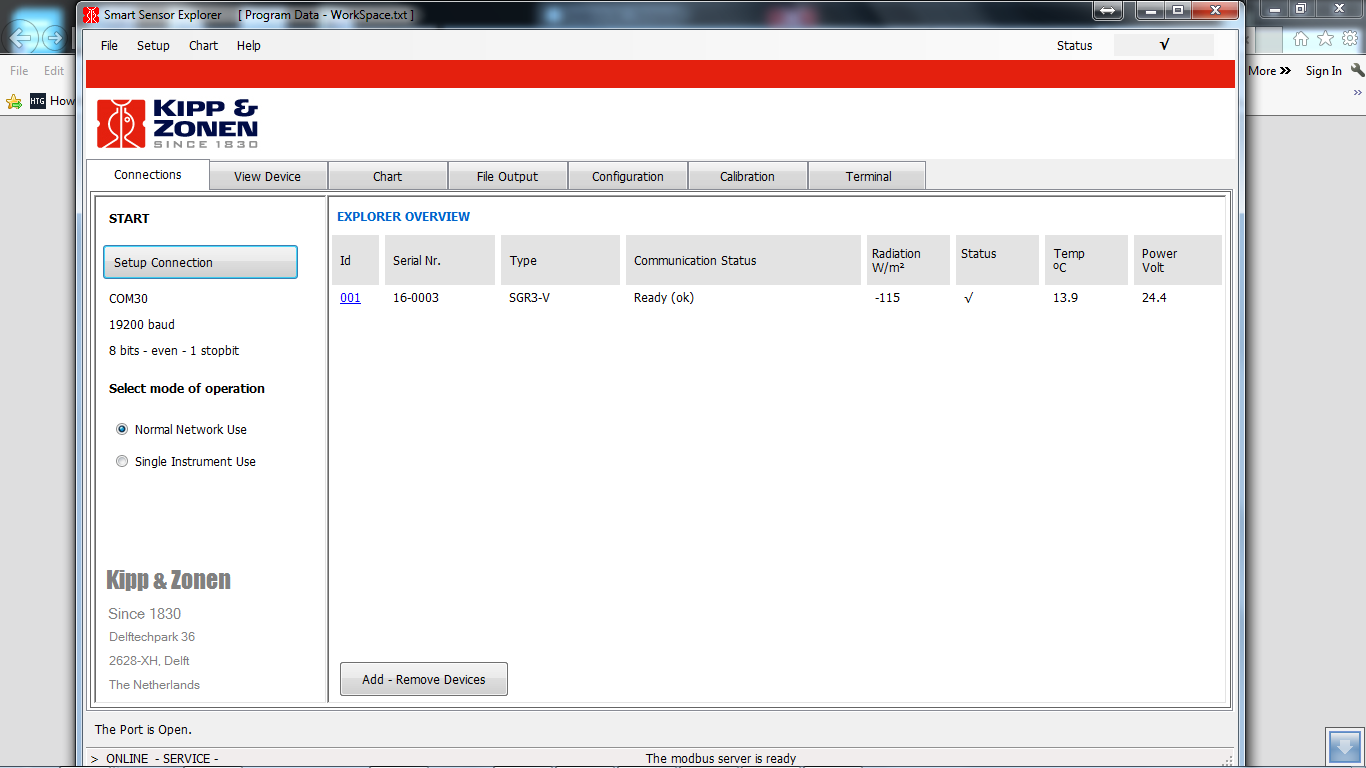 Smart Sensor Explorer [ Program Data - WorkSpace.txt ]
File Setup Chart Help Status √
File Edit
More » Sign In
HTG How
»
KIPP &
ZONEN
SINCE 1830
Connections View Device Chart File Output Configuration Calibration Terminal
START
Setup Connection
COM30
19200 baud
8 bits - even - 1 stopbit
Select mode of operation
Normal Network Use
Single Instrument Use
Kipp & Zonen
Since 1830
Delftechpark 36
2628-XH, Delft
The Netherlands
EXPLORER OVERVIEW
Id Serial Nr. Type Communication Status Radiation W/m² Status Temp ºC Power Volt
001 16-0003 SGR3-V Ready (ok) -115 √ 13.9 24.4
Add - Remove Devices
The Port is Open.
> ONLINE - SERVICE - The modbus server is ready